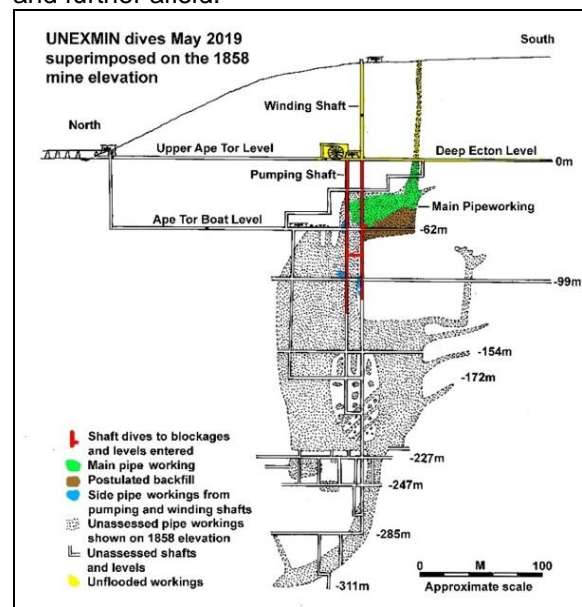 and further afield.
UNEXMIN dives May 2019
superimposed on the 1858
mine elevation
South
Winding Shaft
North
Upper Ape Tor Level
Deep Ecton Level
0m
Pumping Shaft
Main Pipeworking
Ape Tor Boat Level
-62m
-99m
-154m
-172m
Shaft dives to blockages
and levels entered
Main pipe working
Postulated backfill
Side pipe workings from
pumping and winding shafts
Unassessed pipe workings
shown on 1858 elevation
Unassessed shafts
and levels
Unflooded workings
-227m
-247m
-285m
-311m
0 M 100
Approximate scale